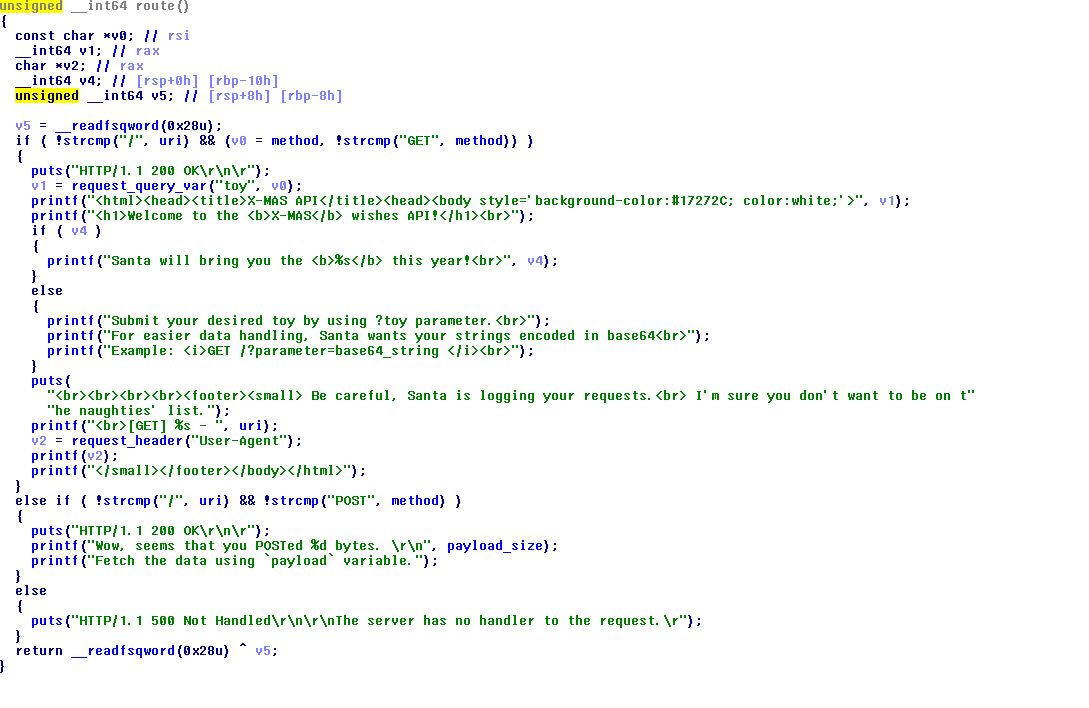 unsigned __int64 route()
{
  const char *v0; // rsi
  __int64 v1; // rax
  char *v2; // rax
  __int64 v4; // [rsp+0h] [rbp-10h]
  unsigned __int64 v5; // [rsp+8h] [rbp-8h]

  v5 = __readfsqword(0x28u);
  if ( !strcmp("/", uri) && (v0 = method, !strcmp("GET", method)) )
  {
    puts("HTTP/1.1 200 OK\r\n\r");
    v1 = request_query_var("toy", v0);
    printf("<html><head><title>X-MAS API</title><head><body style='background-color:#17272C; color:white;'>", v1);
    printf("<h1>Welcome to the <b>X-MAS</b> wishes API!</h1><br>");
    if ( v4 )
    {
      printf("Santa will bring you the <b>%s</b> this year!<br>", v4);
    }
    else
    {
      printf("Submit your desired toy by using ?toy parameter.<br>");
      printf("For easier data handling, Santa wants your strings encoded in base64<br>");
      printf("Example: <i>GET /?parameter=base64_string </i><br>");
    }
    puts(
      "<br><br><br><br><footer><small> Be careful, Santa is logging your requests.<br> I'm sure you don't want to be on t"
      "he naughties' list.");
    printf("<br>[GET] %s - ", uri);
    v2 = request_header("User-Agent");
    printf(v2);
    printf("</small></footer></body></html>");
  }
  else if ( !strcmp("/", uri) && !strcmp("POST", method) )
  {
    puts("HTTP/1.1 200 OK\r\n\r");
    printf("Wow, seems that you POSTed %d bytes. \r\n", payload_size);
    printf("Fetch the data using `payload` variable.");
  }
  else
  {
    puts("HTTP/1.1 500 Not Handled\r\n\r\nThe server has no handler to the request.\r");
  }
  return __readfsqword(0x28u) ^ v5;
}